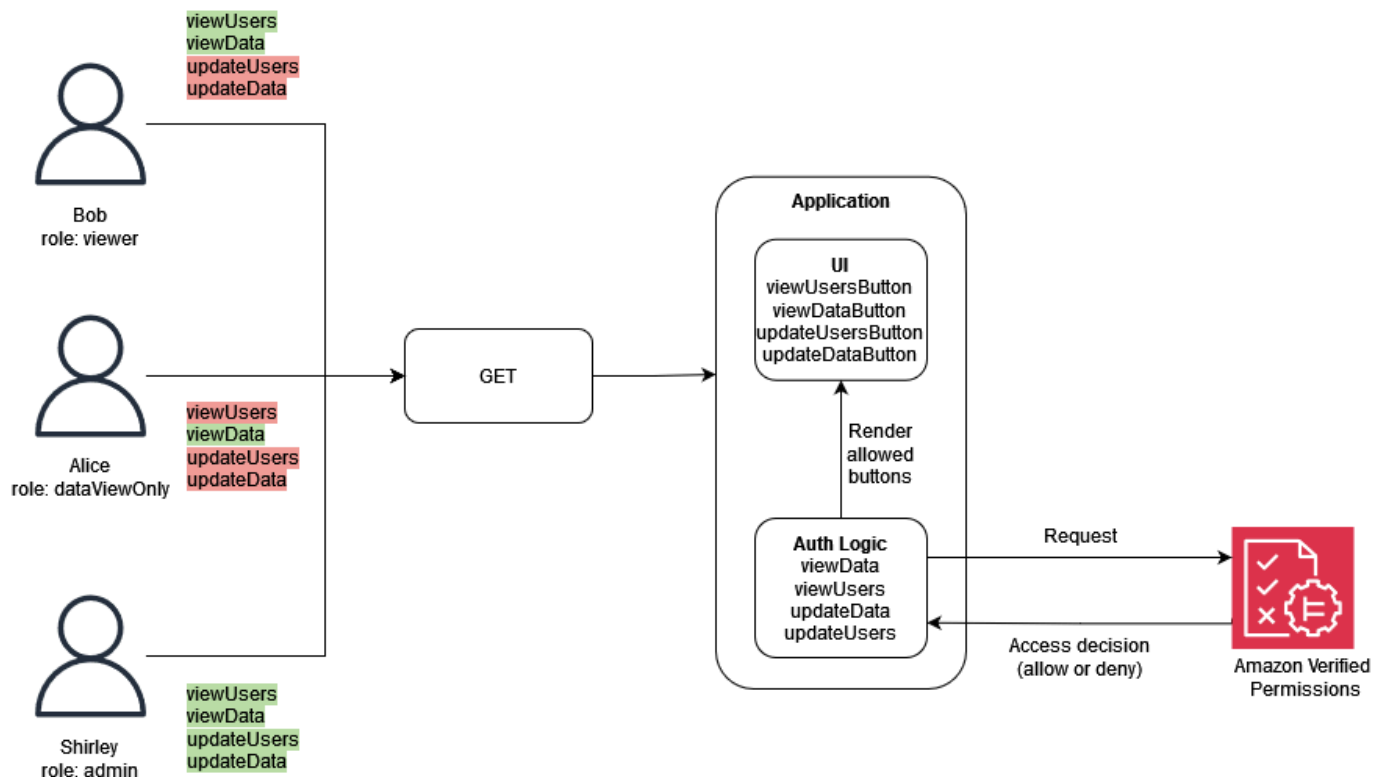 viewUsers
viewData
updateUsers
updateData
Bob
role: viewer
viewUsers
viewData
updateUsers
updateData
Alice
role: dataViewOnly
viewUsers
viewData
updateUsers
updateData
Shirley
role: admin
GET
Application
UI
viewUsersButton
viewDataButton
updateUsersButton
updateDataButton
Render
allowed
buttons
Auth Logic
viewData
viewUsers
updateData
updateUsers
Request
Access decision
(allow or deny)
Amazon Verified
Permissions